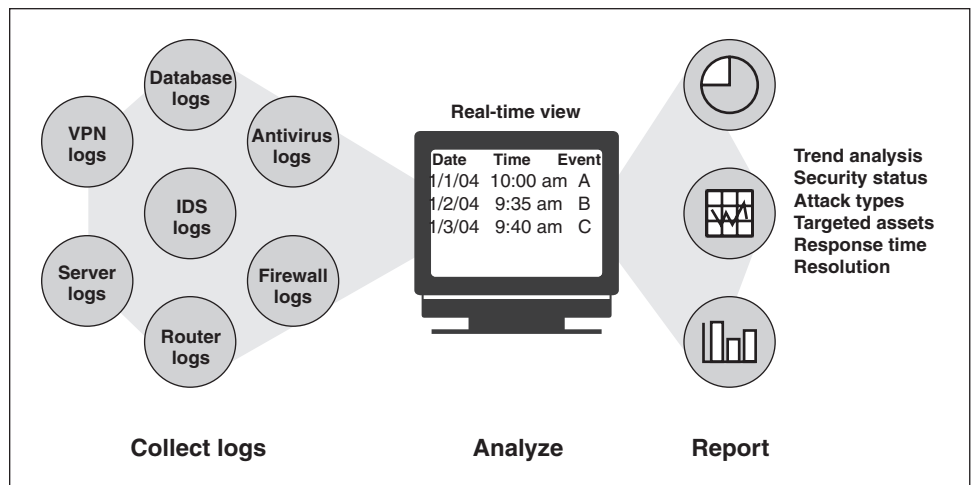 Database
logs
VPN
logs
Antivirus
logs
IDS
logs
Server
logs
Firewall
logs
Router
logs
Collect logs
Real-time view
Date Time Event
1/1/04 10:00 am A
1/2/04 9:35 am B
1/3/04 9:40 am C
Analyze
Trend analysis
Security status
Attack types
Targeted assets
Response time
Resolution
Report